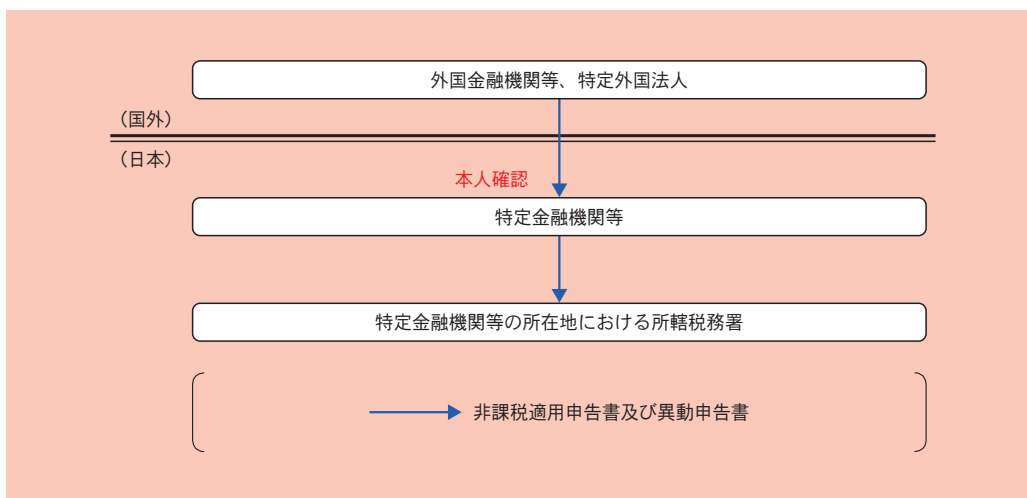 外国金融機関等、特定外国法人
（国外）
（日本）
本人確認
特定金融機関等
特定金融機関等の所在地における所轄税務署
非課税適用申告書及び異動申告書